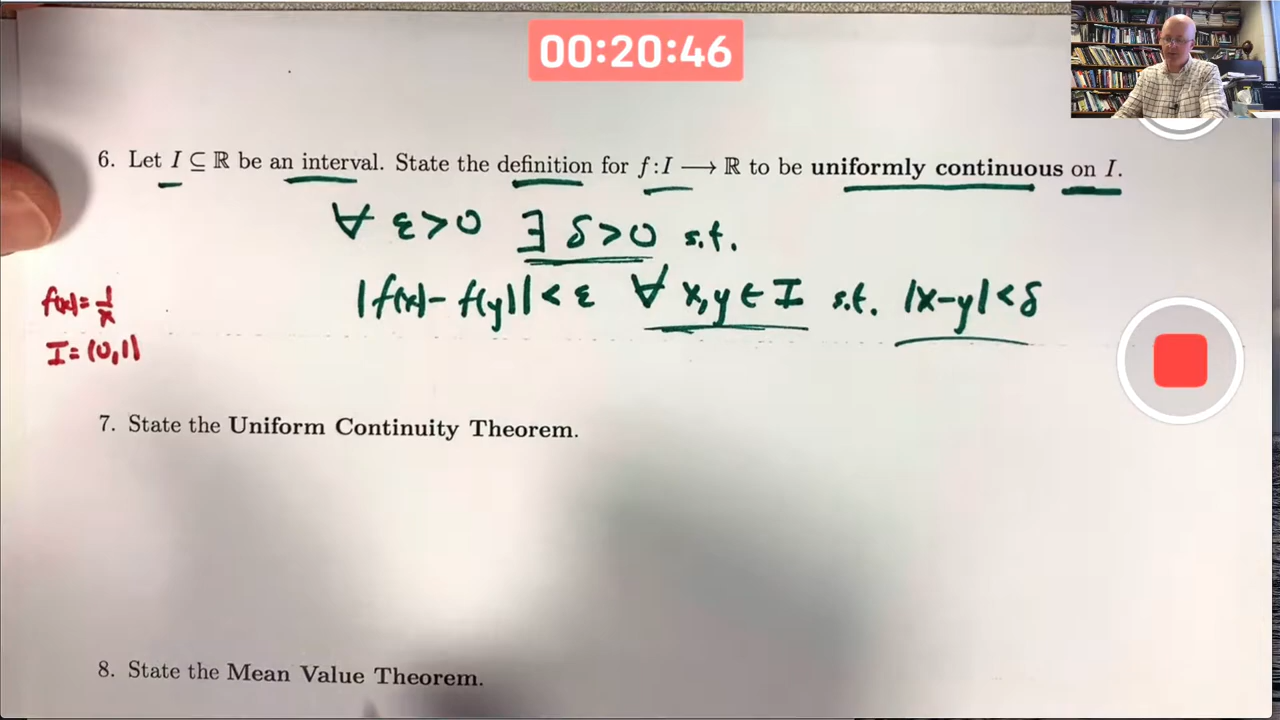 00:20:46
6. Let I ⊆ ℝ be an interval. State the definition for f : I ⟶ ℝ to be uniformly continuous on I.
∀ ε>0 ∃ δ>0 s.t.
|f(x) - f(y)| < ε ∀ x,y ∈ I s.t. |x-y| < δ
f(x) = 1/x
I = (0,1)
7. State the Uniform Continuity Theorem.
8. State the Mean Value Theorem.